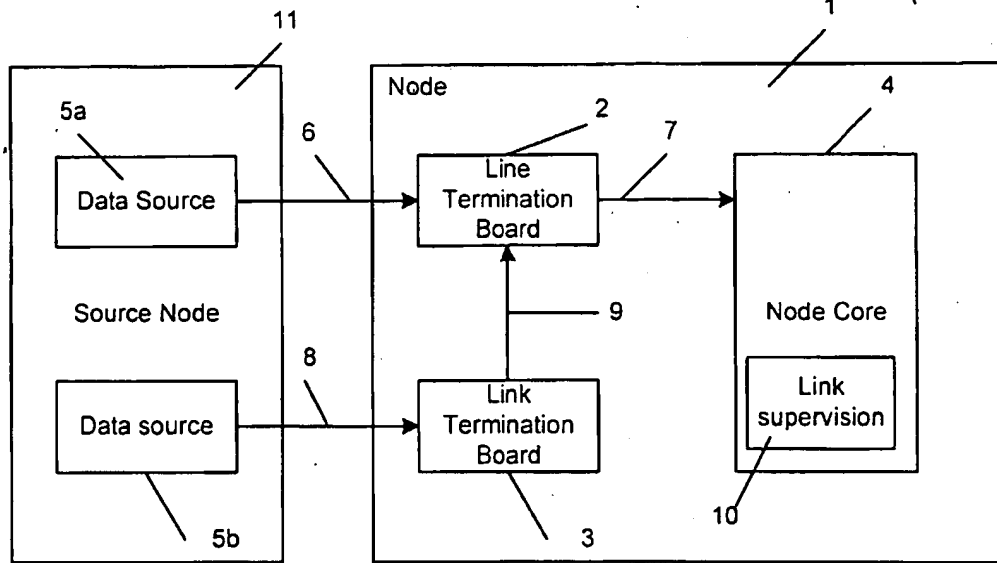 11
1
Node
4
5a
6
2
7
Data Source
Line
Termination
Board
Source Node
9
Node Core
8
Data source
Link
Termination
Board
Link
supervision
5b
3
10